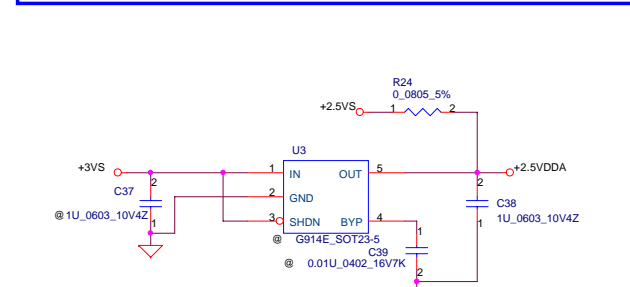 R24
0_0805_5%
+2.5VS 1 2
U3
+3VS 1 IN OUT 5 +2.5VDDA
2 2
C37 2 GND C38
@1U_0603_10V4Z 1U_0603_10V4Z
1 3 SHDN BYP 4 1
@ G914E_SOT23-5 1
C39
@ 0.01U_0402_16V7K
2